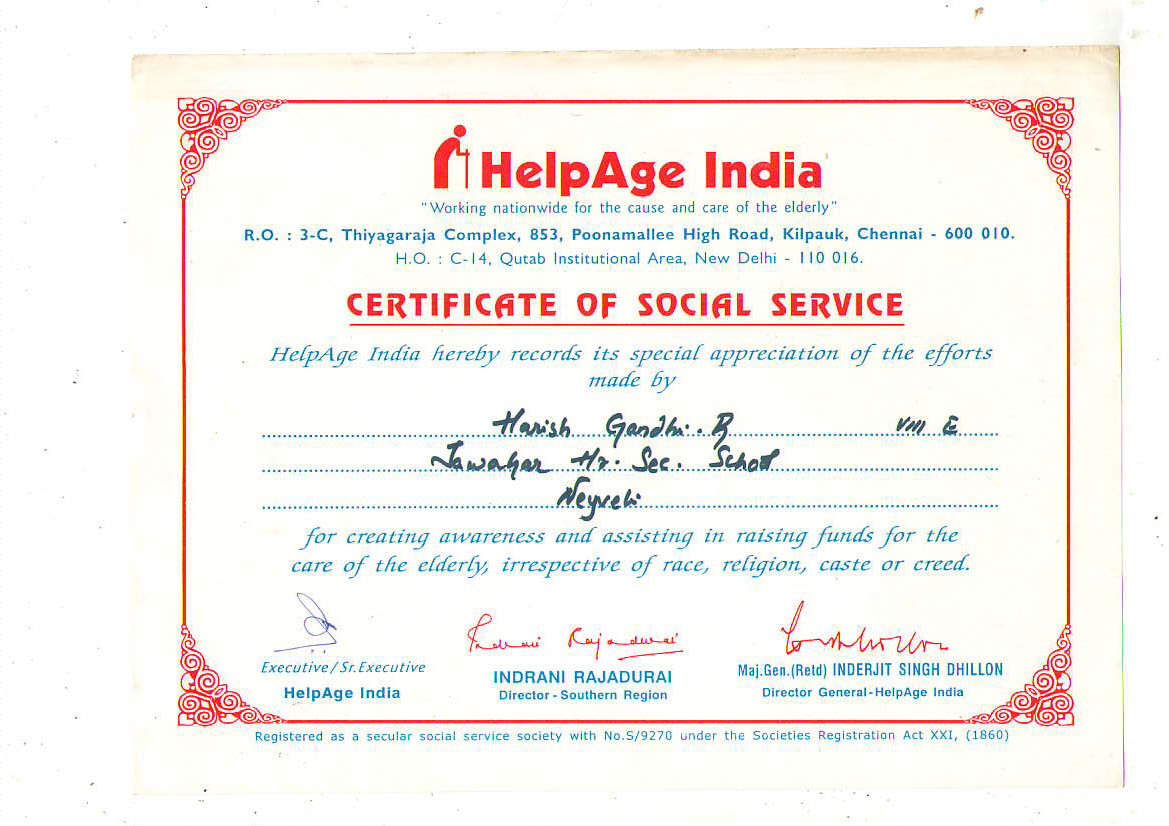 HelpAge India
"Working nationwide for the cause and care of the elderly"
R.O. : 3-C, Thiyagaraja Complex, 853, Poonamallee High Road, Kilpauk, Chennai - 600 010.
H.O. : C-14, Qutab Institutional Area, New Delhi - 110 016.
CERTIFICATE OF SOCIAL SERVICE
HelpAge India hereby records its special appreciation of the efforts
made by
Harish Gandhi. R VIII E
Jawahar Hr. Sec. School
Neyveli
for creating awareness and assisting in raising funds for the
care of the elderly, irrespective of race, religion, caste or creed.
Indrani Rajadurai
Executive/Sr.Executive
HelpAge India
INDRANI RAJADURAI
Director - Southern Region
Maj.Gen.(Retd) INDERJIT SINGH DHILLON
Director General-HelpAge India
Registered as a secular social service society with No.S/9270 under the Societies Registration Act XXI, (1860)